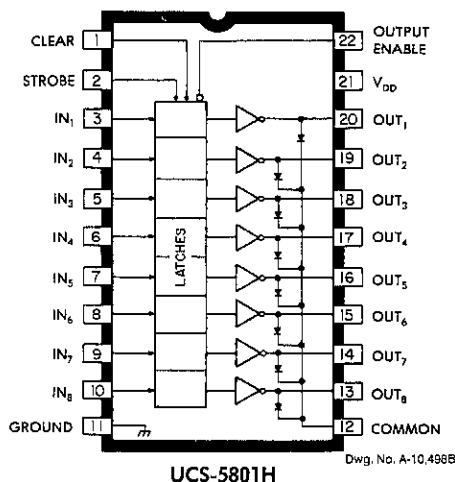 CLEAR 1 22 OUTPUT ENABLE
STROBE 2 21 VDD
IN1 3 20 OUT1
IN2 4 19 OUT2
IN3 5 18 OUT3
IN4 6 17 OUT4
IN5 7 16 OUT5
IN6 8 15 OUT6
IN7 9 14 OUT7
IN8 10 13 OUT8
GROUND 11 12 COMMON
LATCHES
Dwg. No. A-10,498B
UCS-5801H